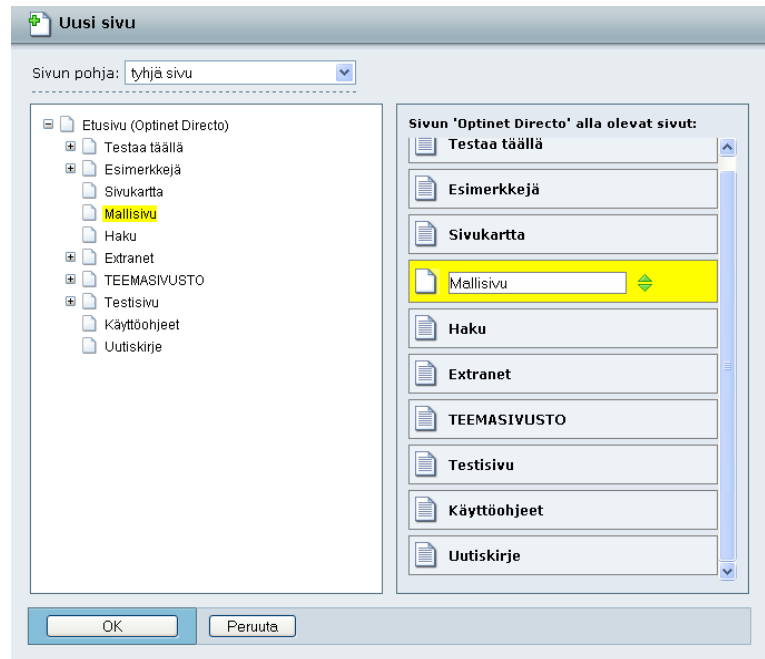 Uusi sivu
Sivun pohja: tyhjä sivu
Etusivu (Optinet Directo)
Testaa täällä
Esimerkkejä
Sivukartta
Mallisivu
Haku
Extranet
TEEMASIVUSTO
Testisivu
Käyttöohjeet
Uutiskirje
Sivun 'Optinet Directo' alla olevat sivut:
Testaa täällä
Esimerkkejä
Sivukartta
Mallisivu
Haku
Extranet
TEEMASIVUSTO
Testisivu
Käyttöohjeet
Uutiskirje
OK
Peruuta